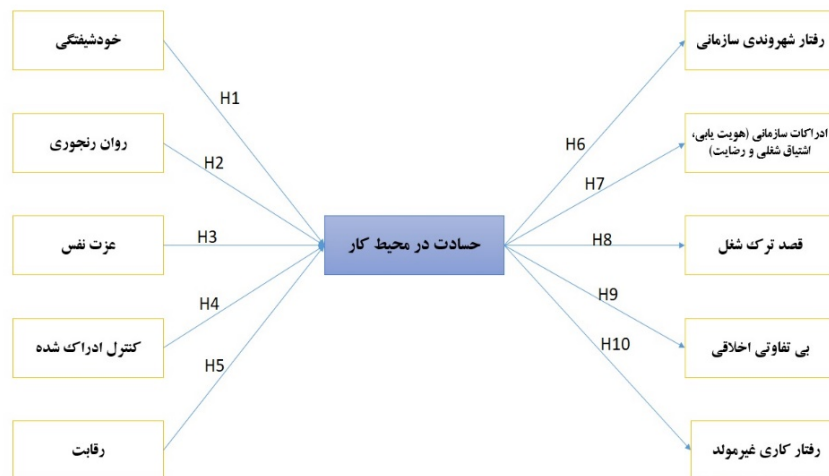 خودشیفتگی
روان رنجوری
عزت نفس
کنترل ادراک شده
رقابت
H1
H2
H3
H4
H5
حسادت در محیط کار
H6
H7
H8
H9
H10
رفتار شهروندی سازمانی
ادراکات سازمانی (هویت یابی،
اشتیاق شغلی و رضایت)
قصد ترک شغل
بی تفاوتی اخلاقی
رفتار کاری غیرمولد